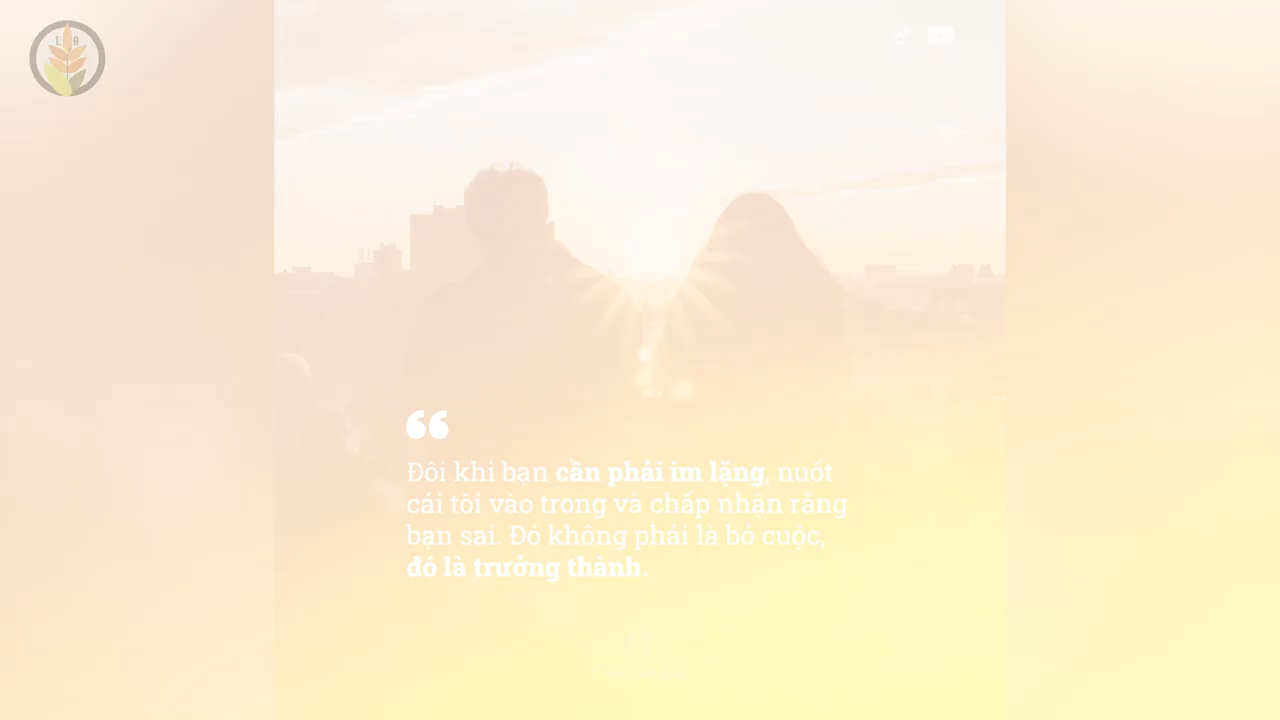 L A
Đôi khi bạn cần phải im lặng, nuốt
cái tôi vào trong và chấp nhận rằng
bạn sai. Đó không phải là bỏ cuộc,
đó là trưởng thành.